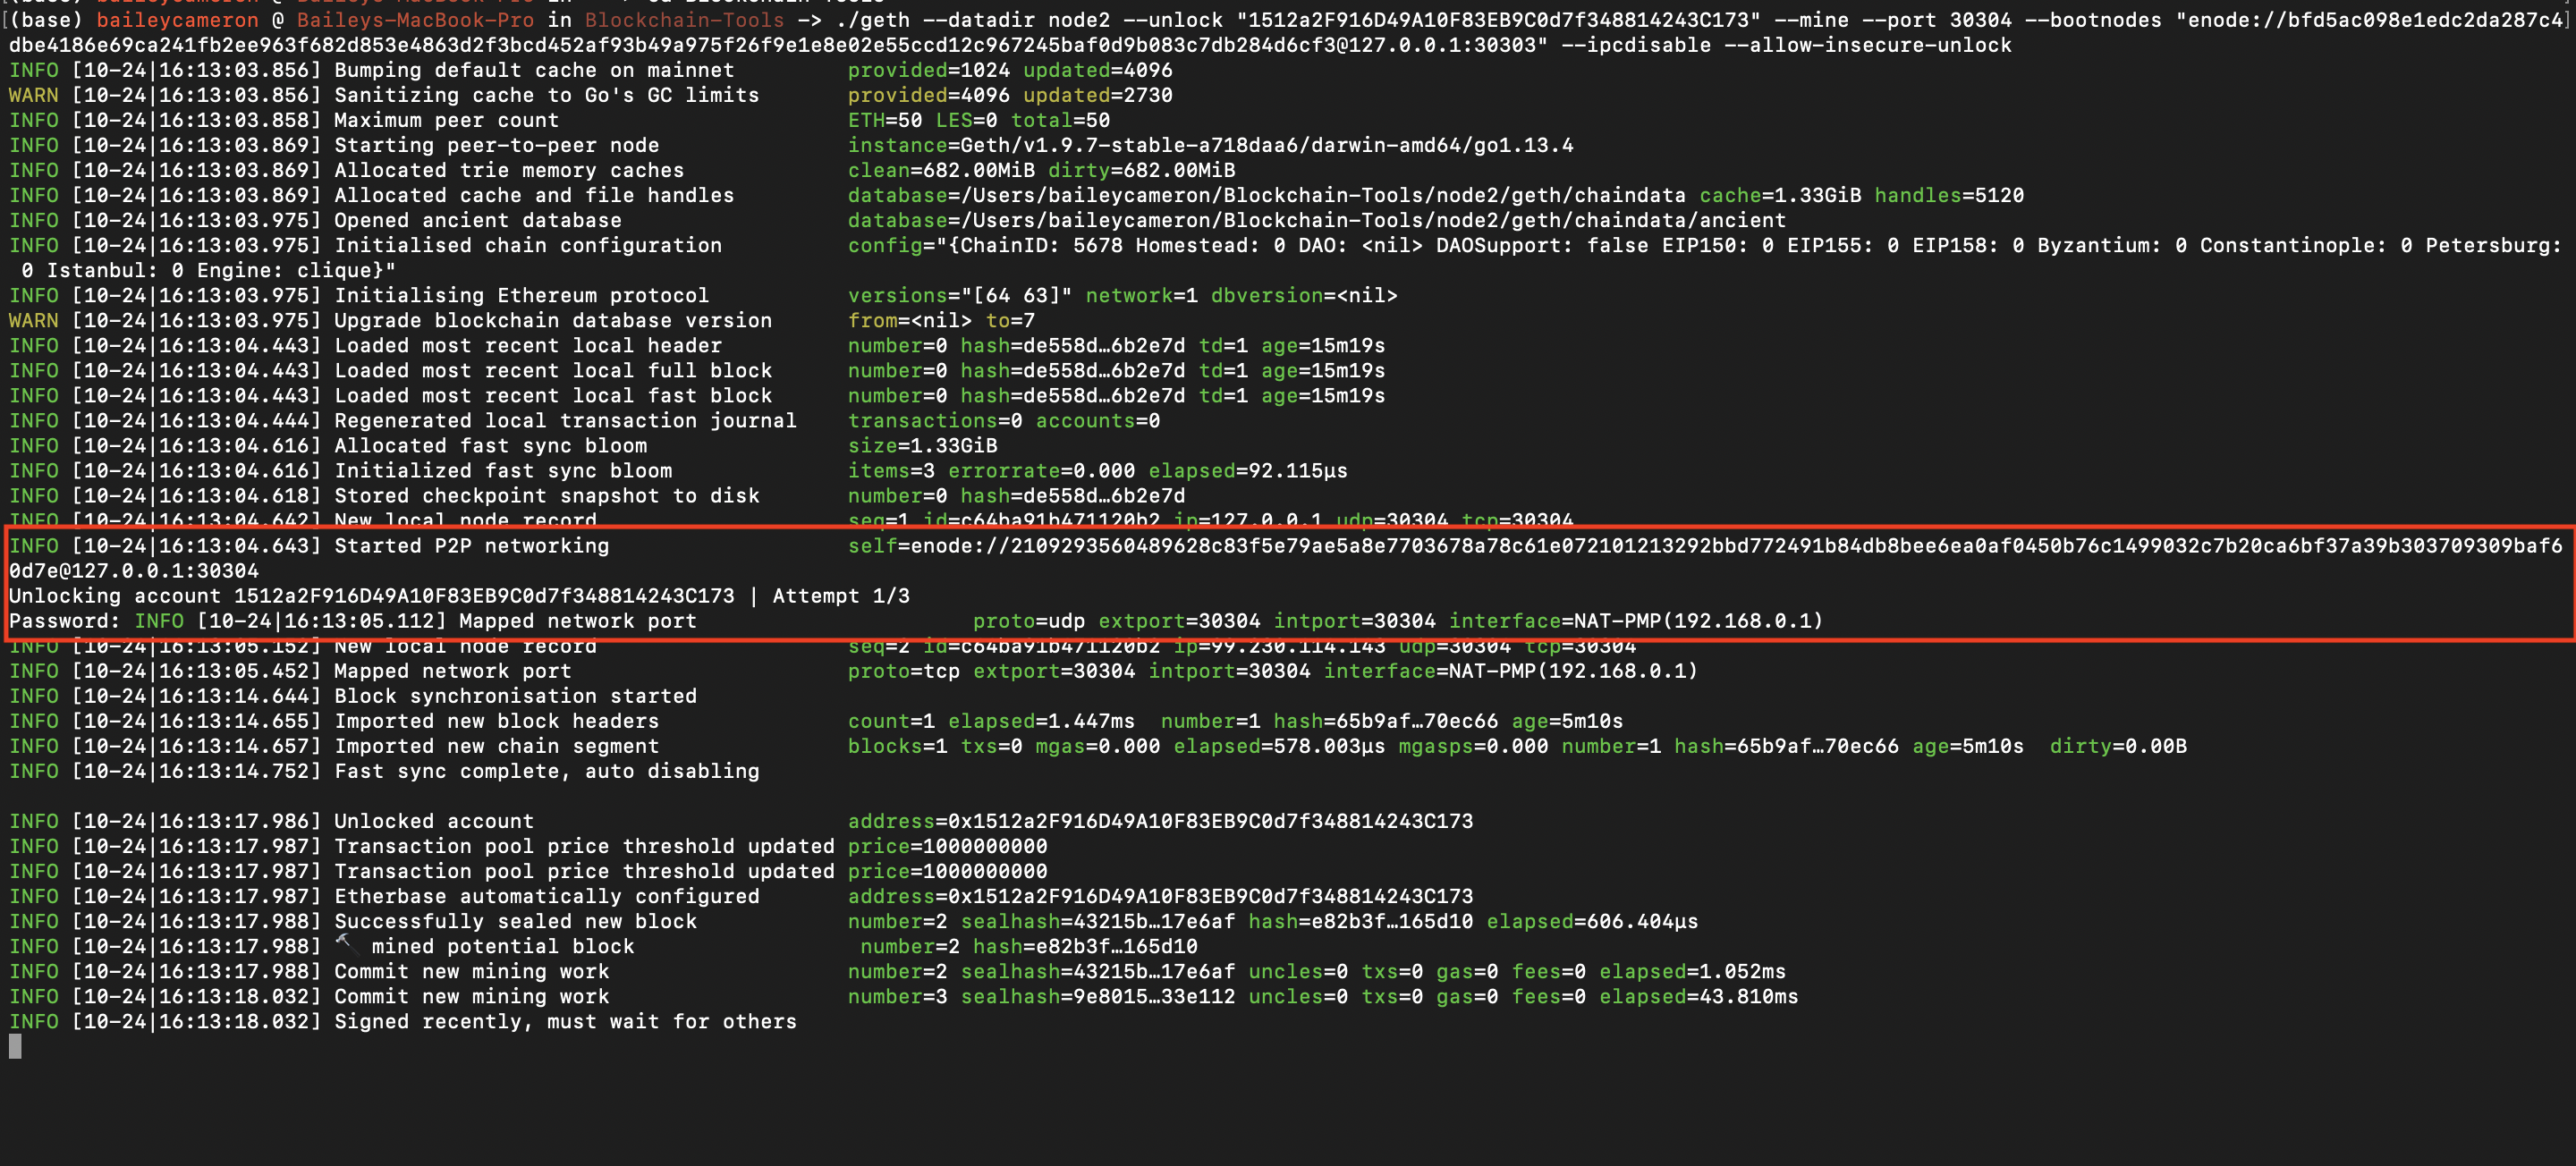 (base) baileycameron @ Baileys-MacBook-Pro in Blockchain-Tools -> ./geth --datadir node2 --unlock "1512a2F916D49A10F83EB9C0d7f348814243C173" --mine --port 30304 --bootnodes "enode://bfd5ac098e1edc2da287c4
dbe4186e69ca241fb2ee963f682d853e4863d2f3bcd452af93b49a975f26f9e1e8e02e55ccd12c967245baf0d9b083c7db284d6cf3@127.0.0.1:30303" --ipcdisable --allow-insecure-unlock
INFO [10-24|16:13:03.856] Bumping default cache on mainnet         provided=1024 updated=4096
WARN [10-24|16:13:03.856] Sanitizing cache to Go's GC limits       provided=4096 updated=2730
INFO [10-24|16:13:03.858] Maximum peer count                       ETH=50 LES=0 total=50
INFO [10-24|16:13:03.869] Starting peer-to-peer node               instance=Geth/v1.9.7-stable-a718daa6/darwin-amd64/go1.13.4
INFO [10-24|16:13:03.869] Allocated trie memory caches             clean=682.00MiB dirty=682.00MiB
INFO [10-24|16:13:03.869] Allocated cache and file handles         database=/Users/baileycameron/Blockchain-Tools/node2/geth/chaindata cache=1.33GiB handles=5120
INFO [10-24|16:13:03.975] Opened ancient database                  database=/Users/baileycameron/Blockchain-Tools/node2/geth/chaindata/ancient
INFO [10-24|16:13:03.975] Initialised chain configuration          config="{ChainID: 5678 Homestead: 0 DAO: <nil> DAOSupport: false EIP150: 0 EIP155: 0 EIP158: 0 Byzantium: 0 Constantinople: 0 Petersburg:
 0 Istanbul: 0 Engine: clique}"
INFO [10-24|16:13:03.975] Initialising Ethereum protocol           versions="[64 63]" network=1 dbversion=<nil>
WARN [10-24|16:13:03.975] Upgrade blockchain database version      from=<nil> to=7
INFO [10-24|16:13:04.443] Loaded most recent local header          number=0 hash=de558d…6b2e7d td=1 age=15m19s
INFO [10-24|16:13:04.443] Loaded most recent local full block      number=0 hash=de558d…6b2e7d td=1 age=15m19s
INFO [10-24|16:13:04.443] Loaded most recent local fast block      number=0 hash=de558d…6b2e7d td=1 age=15m19s
INFO [10-24|16:13:04.444] Regenerated local transaction journal    transactions=0 accounts=0
INFO [10-24|16:13:04.616] Allocated fast sync bloom                size=1.33GiB
INFO [10-24|16:13:04.616] Initialized fast sync bloom              items=3 errorrate=0.000 elapsed=92.115µs
INFO [10-24|16:13:04.618] Stored checkpoint snapshot to disk       number=0 hash=de558d…6b2e7d
INFO [10-24|16:13:04.642] New local node record                    seq=1 id=c64ba91b471120b2 ip=127.0.0.1 udp=30304 tcp=30304
INFO [10-24|16:13:04.643] Started P2P networking                   self=enode://2109293560489628c83f5e79ae5a8e7703678a78c61e072101213292bbd772491b84db8bee6ea0af0450b76c1499032c7b20ca6bf37a39b303709309baf6
0d7e@127.0.0.1:30304
Unlocking account 1512a2F916D49A10F83EB9C0d7f348814243C173 | Attempt 1/3
Password: INFO [10-24|16:13:05.112] Mapped network port                      proto=udp extport=30304 intport=30304 interface=NAT-PMP(192.168.0.1)
INFO [10-24|16:13:05.152] New local node record                    seq=2 id=c64ba91b471120b2 ip=99.230.114.143 udp=30304 tcp=30304
INFO [10-24|16:13:05.452] Mapped network port                      proto=tcp extport=30304 intport=30304 interface=NAT-PMP(192.168.0.1)
INFO [10-24|16:13:14.644] Block synchronisation started
INFO [10-24|16:13:14.655] Imported new block headers               count=1 elapsed=1.447ms  number=1 hash=65b9af…70ec66 age=5m10s
INFO [10-24|16:13:14.657] Imported new chain segment               blocks=1 txs=0 mgas=0.000 elapsed=578.003µs mgasps=0.000 number=1 hash=65b9af…70ec66 age=5m10s  dirty=0.00B
INFO [10-24|16:13:14.752] Fast sync complete, auto disabling
INFO [10-24|16:13:17.986] Unlocked account                         address=0x1512a2F916D49A10F83EB9C0d7f348814243C173
INFO [10-24|16:13:17.987] Transaction pool price threshold updated price=1000000000
INFO [10-24|16:13:17.987] Transaction pool price threshold updated price=1000000000
INFO [10-24|16:13:17.987] Etherbase automatically configured       address=0x1512a2F916D49A10F83EB9C0d7f348814243C173
INFO [10-24|16:13:17.988] Successfully sealed new block            number=2 sealhash=43215b…17e6af hash=e82b3f…165d10 elapsed=606.404µs
INFO [10-24|16:13:17.988] 🔨 mined potential block                  number=2 hash=e82b3f…165d10
INFO [10-24|16:13:17.988] Commit new mining work                   number=2 sealhash=43215b…17e6af uncles=0 txs=0 gas=0 fees=0 elapsed=1.052ms
INFO [10-24|16:13:18.032] Commit new mining work                   number=3 sealhash=9e8015…33e112 uncles=0 txs=0 gas=0 fees=0 elapsed=43.810ms
INFO [10-24|16:13:18.032] Signed recently, must wait for others